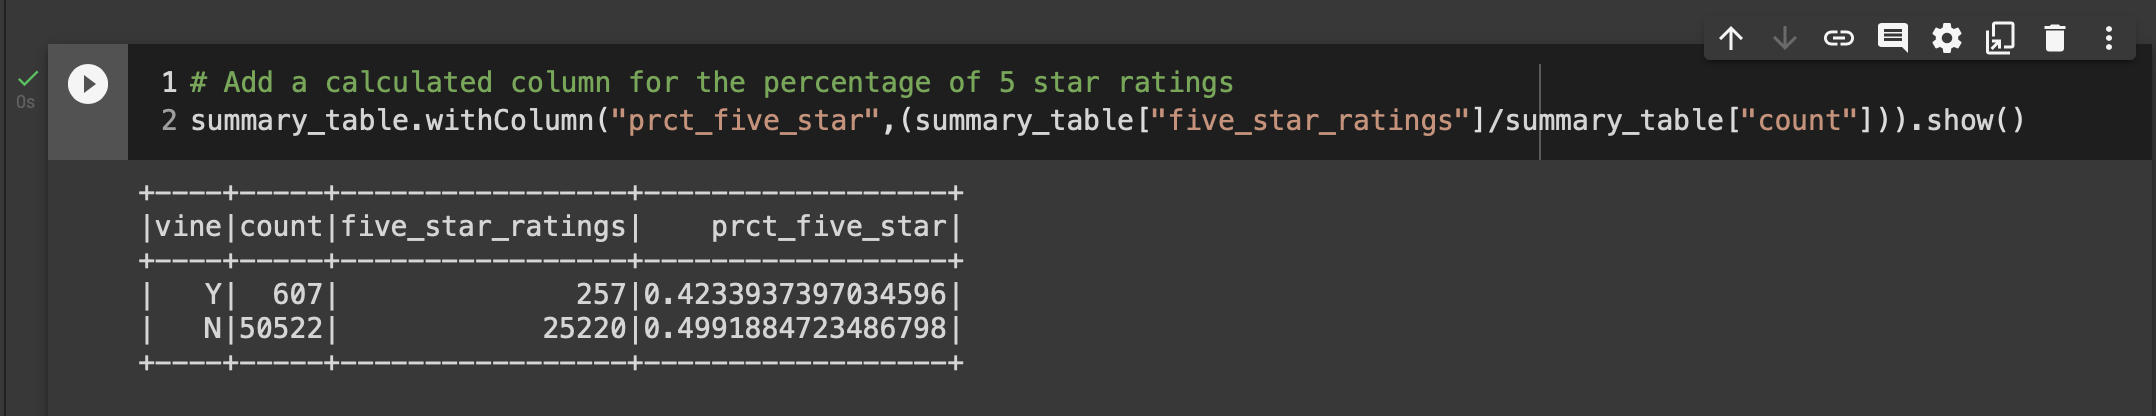 0s
1 # Add a calculated column for the percentage of 5 star ratings
2 summary_table.withColumn("prct_five_star",(summary_table["five_star_ratings"]/summary_table["count"])).show()
+----+-----+-----------------+------------------+
|vine|count|five_star_ratings|    prct_five_star|
+----+-----+-----------------+------------------+
|   Y|  607|              257|0.4233937397034596|
|   N|50522|            25220|0.4991884723486798|
+----+-----+-----------------+------------------+